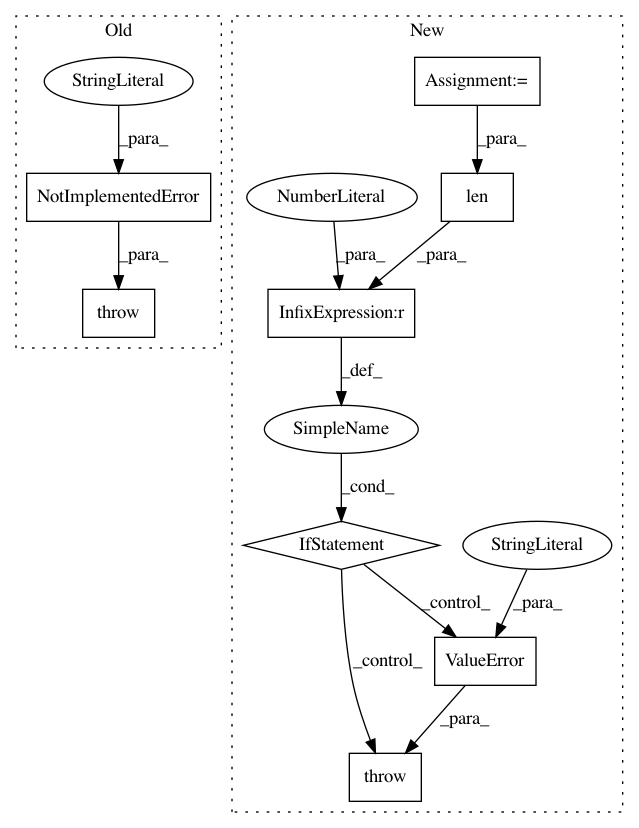 Old
New
StringLiteral
Assignment:=
_para_
_para_
NotImplementedError
NumberLiteral
len
_para_
_para_
_para_
throw
InfixExpression:r
_def_
SimpleName
_cond_
IfStatement
StringLiteral
_control_
_para_
_control_
ValueError
_para_
throw